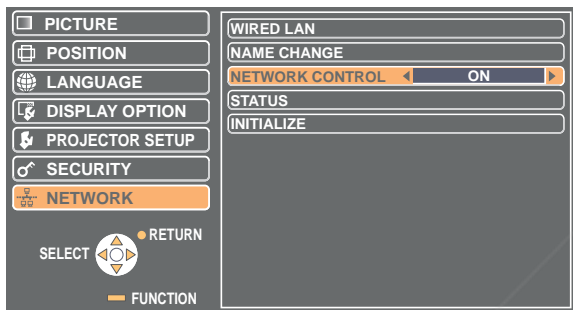 PICTURE
POSITION
LANGUAGE
DISPLAY OPTION
PROJECTOR SETUP
SECURITY
NETWORK
SELECT
RETURN
FUNCTION
WIRED LAN
NAME CHANGE
NETWORK CONTROL ON
STATUS
INITIALIZE